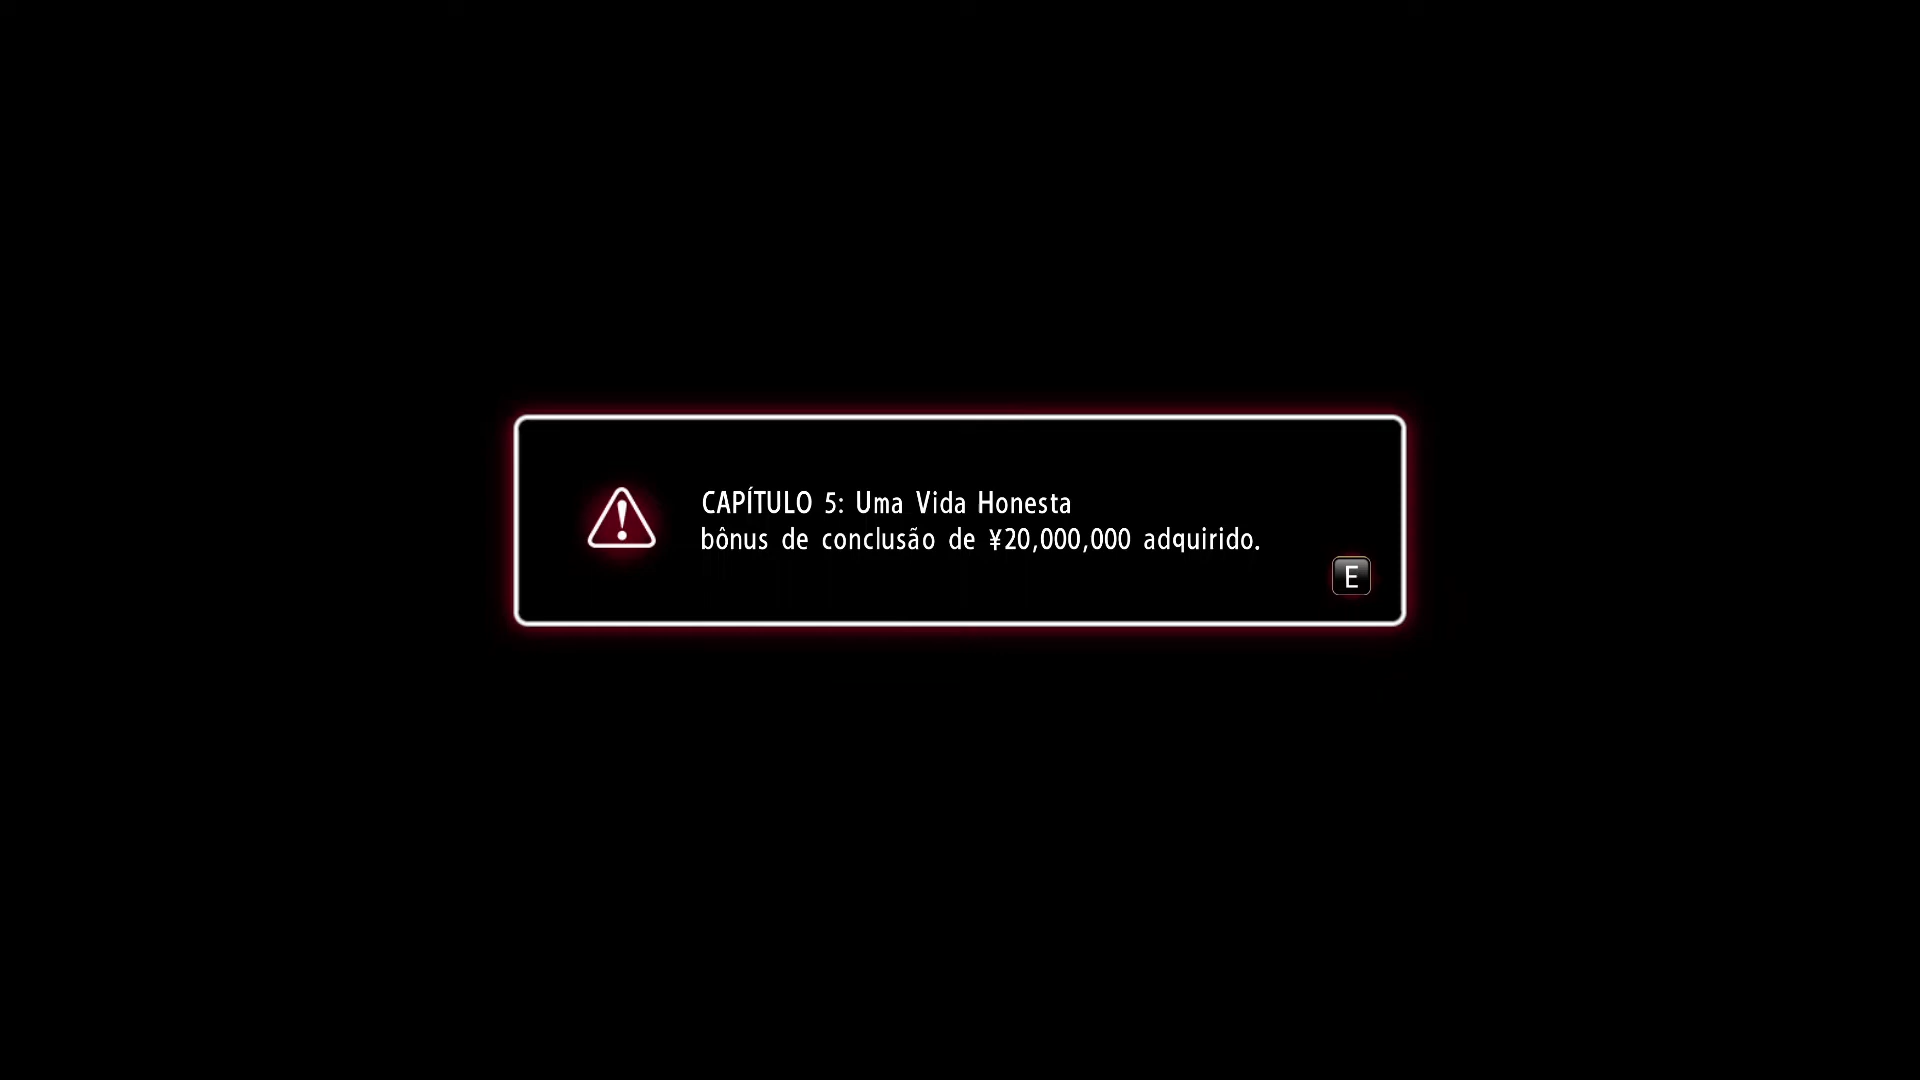 CAPÍTULO 5: Uma Vida Honesta
bônus de conclusão de ¥20,000,000 adquirido.
E